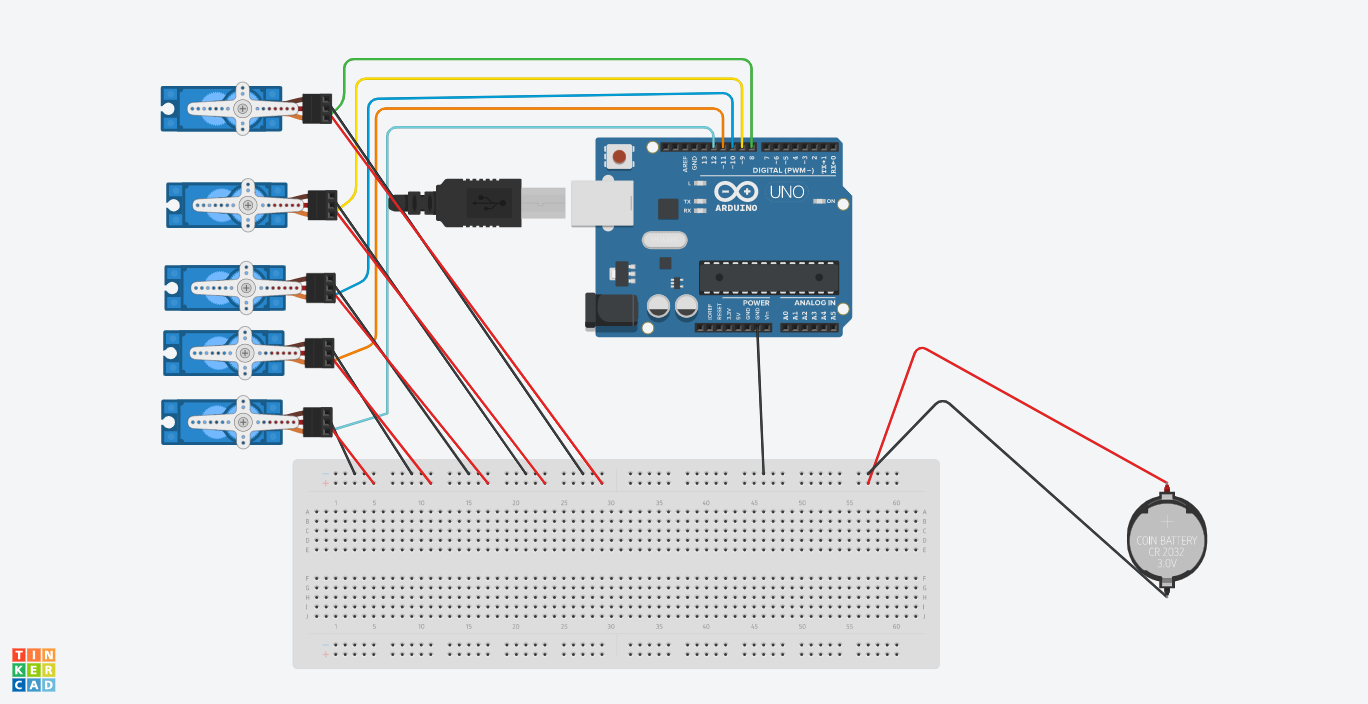 AREF
GND
13
12
~11
~10
~9
8
7
~6
~5
4
~3
2
TX→1
RX←0
DIGITAL (PWM~)
L
TX
RX
ARDUINO
UNO
ON
IOREF
RESET
3.3V
5V
GND
GND
Vin
POWER
ANALOG IN
A0
A1
A2
A3
A4
A5
1 5 10 15 20 25 30 35 40 45 50 55 60
A A
B B
C C
D D
E E
F F
G G
H H
I I
J J
1 5 10 15 20 25 30 35 40 45 50 55 60
COIN BATTERY
CR 2032
3.0V
TIN
KER
CAD